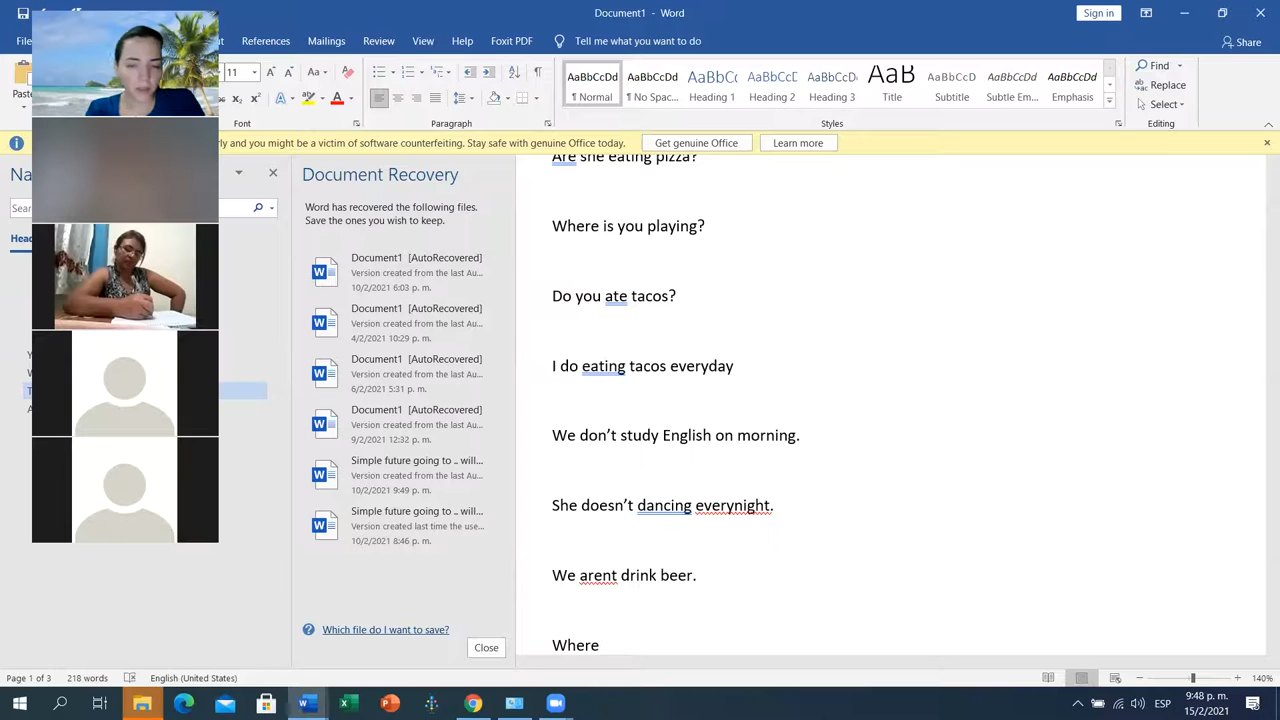 Document1 - Word
Sign in
File
References Mailings Review View Help Foxit PDF Tell me what you want to do
Share
11
Paste
AaBbCcDd AaBbCcDd AaBbC AaBbCcD AaBbCcDd AaB AaBbCcD AaBbCcDd AaBbCcDd
¶ Normal ¶ No Spac... Heading 1 Heading 2 Heading 3 Title Subtitle Subtle Em... Emphasis
Find
Replace
Select
Font Paragraph Styles Editing
and you might be a victim of software counterfeiting. Stay safe with genuine Office today. Get genuine Office Learn more
Document Recovery
Word has recovered the following files.
Save the ones you wish to keep.
Document1 [AutoRecovered]
Version created from the last Au...
10/2/2021 6:03 p. m.
Document1 [AutoRecovered]
Version created from the last Au...
4/2/2021 10:29 p. m.
Document1 [AutoRecovered]
Version created from the last Au...
6/2/2021 5:31 p. m.
Document1 [AutoRecovered]
Version created from the last Au...
9/2/2021 12:32 p. m.
Simple future going to .. will...
Version created from the last Au...
10/2/2021 9:49 p. m.
Simple future going to .. will...
Version created last time the use...
10/2/2021 8:46 p. m.
Which file do I want to save?
Close
Are she eating pizza?
Where is you playing?
Do you ate tacos?
I do eating tacos everyday
We don’t study English on morning.
She doesn’t dancing everynight.
We arent drink beer.
Where
Page 1 of 3 218 words English (United States)
140%
ESP
9:48 p. m.
15/2/2021